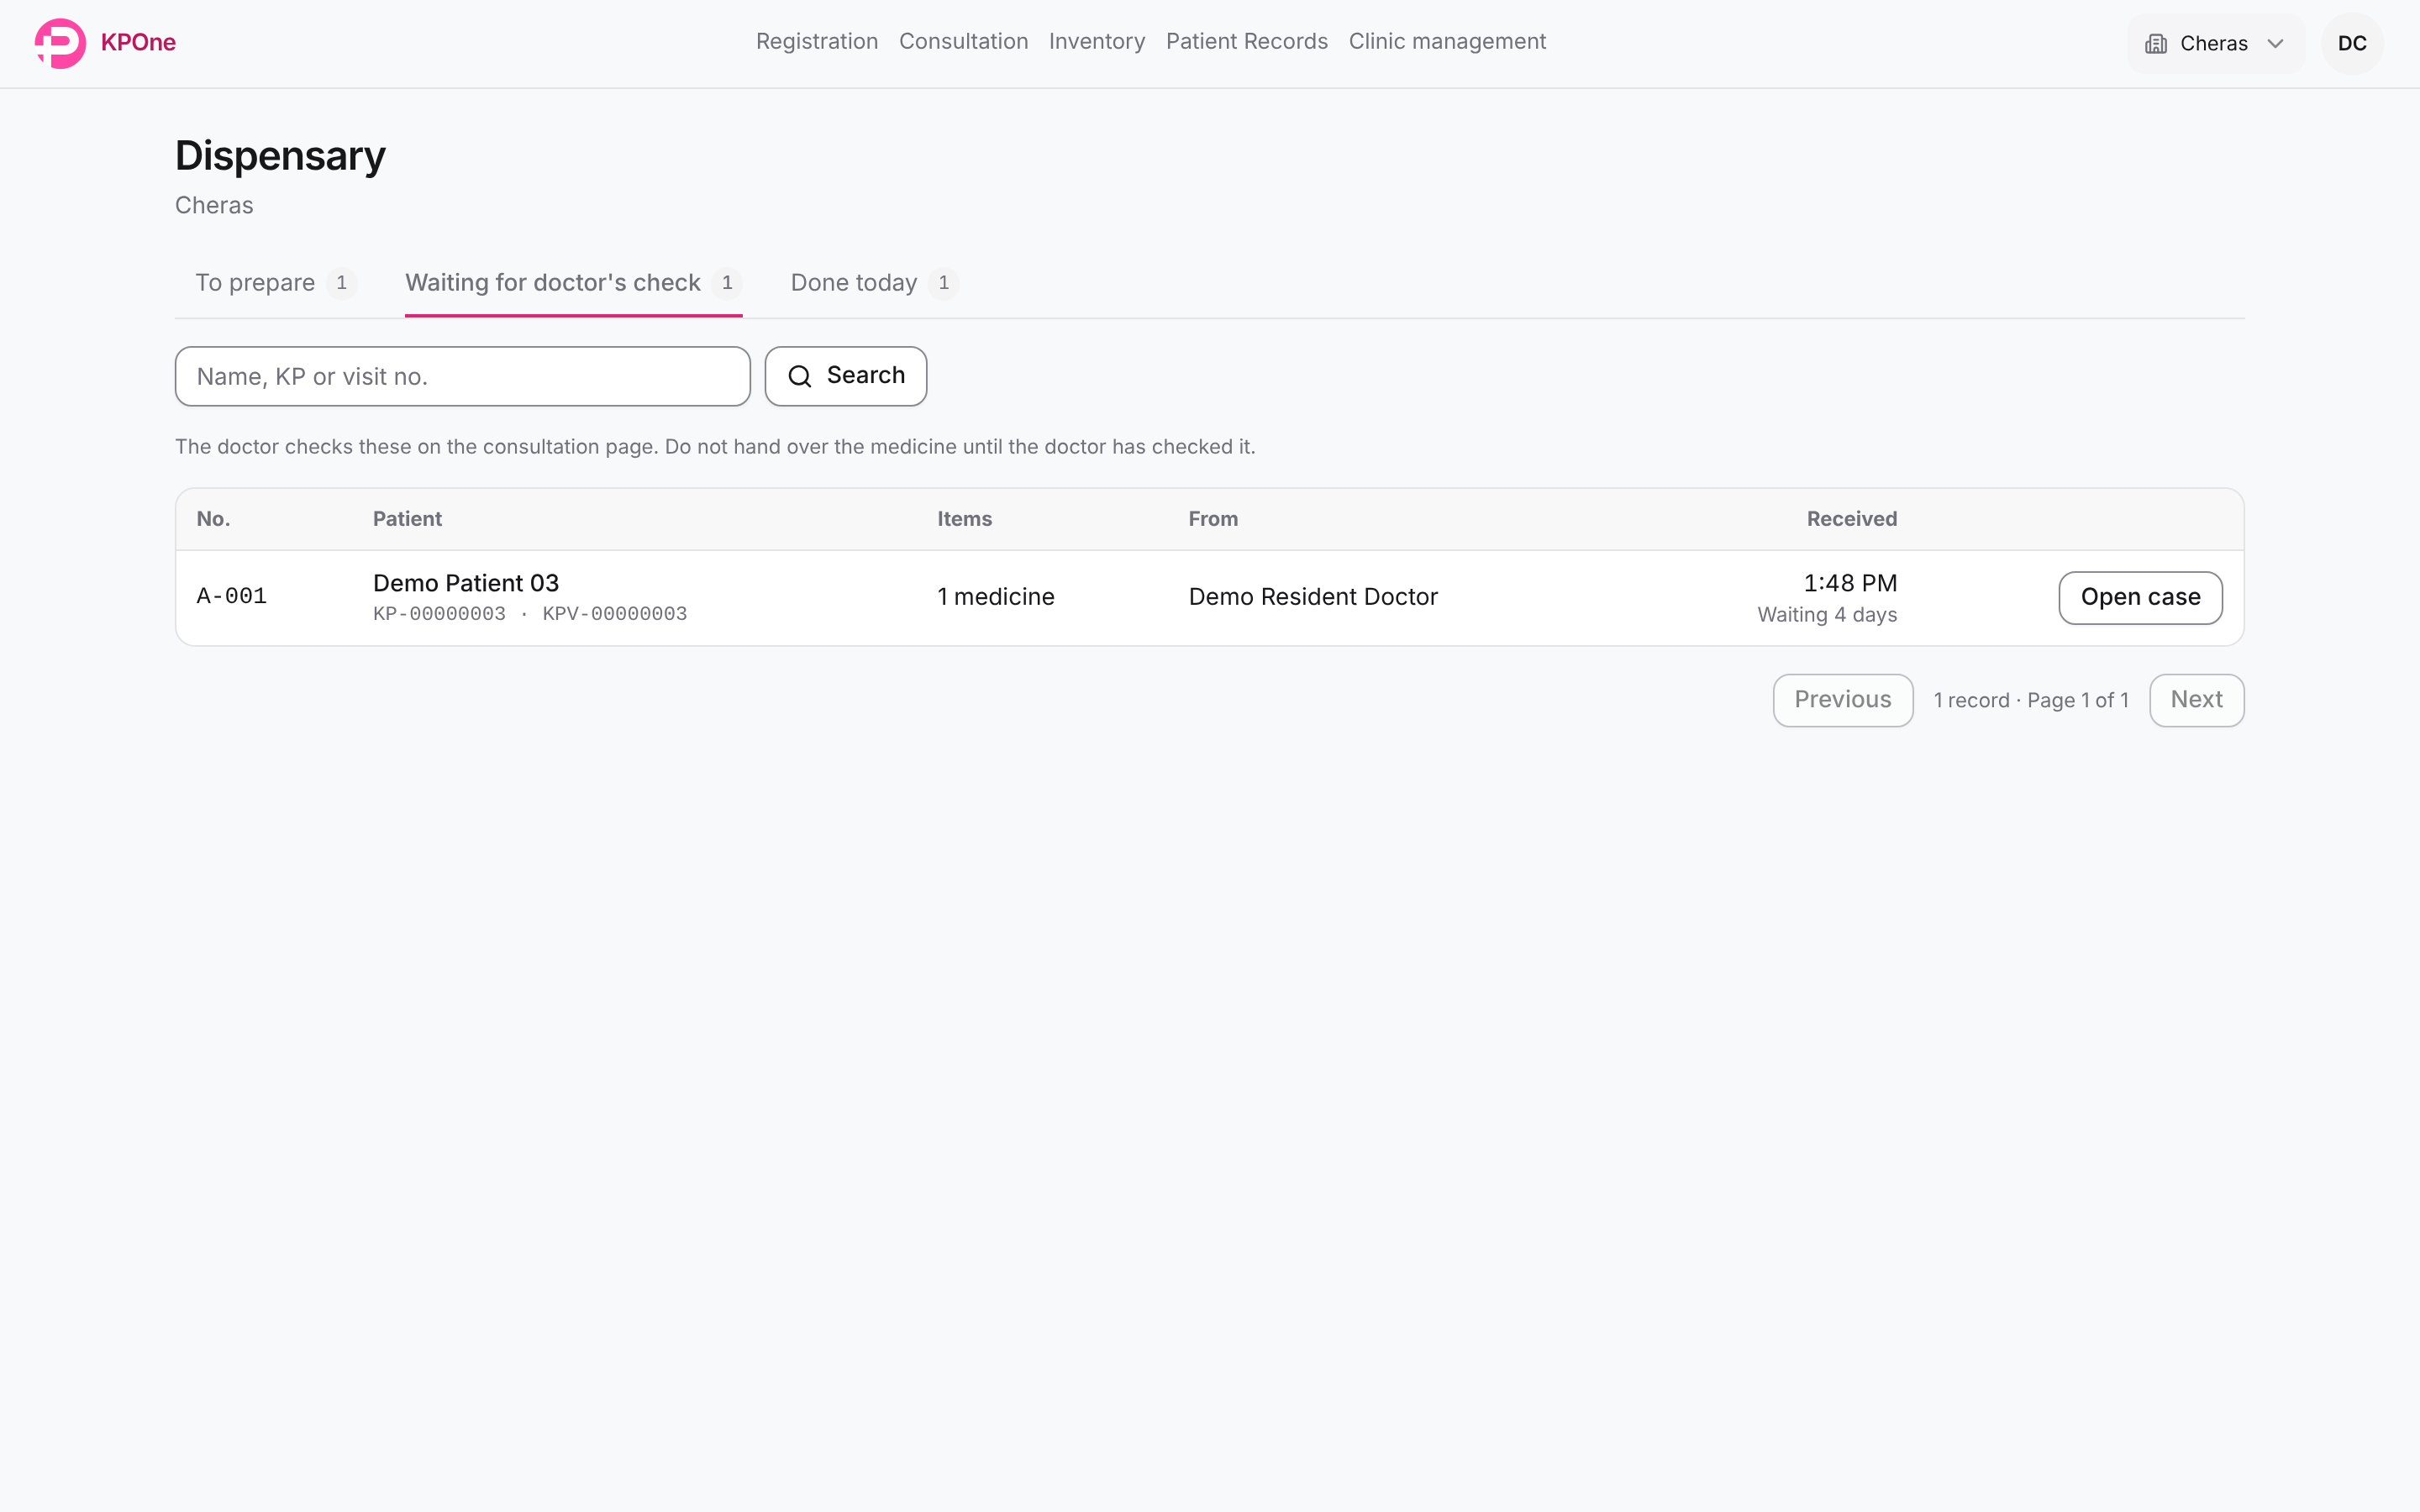 KPOne
Registration Consultation Inventory Patient Records Clinic management
Cheras
DC
Dispensary
Cheras
To prepare 1 Waiting for doctor's check 1 Done today 1
Name, KP or visit no. Search
The doctor checks these on the consultation page. Do not hand over the medicine until the doctor has checked it.
No. Patient Items From Received
A-001 Demo Patient 03 1 medicine Demo Resident Doctor 1:48 PM Open case
KP-00000003 · KPV-00000003 Waiting 4 days
Previous 1 record · Page 1 of 1 Next